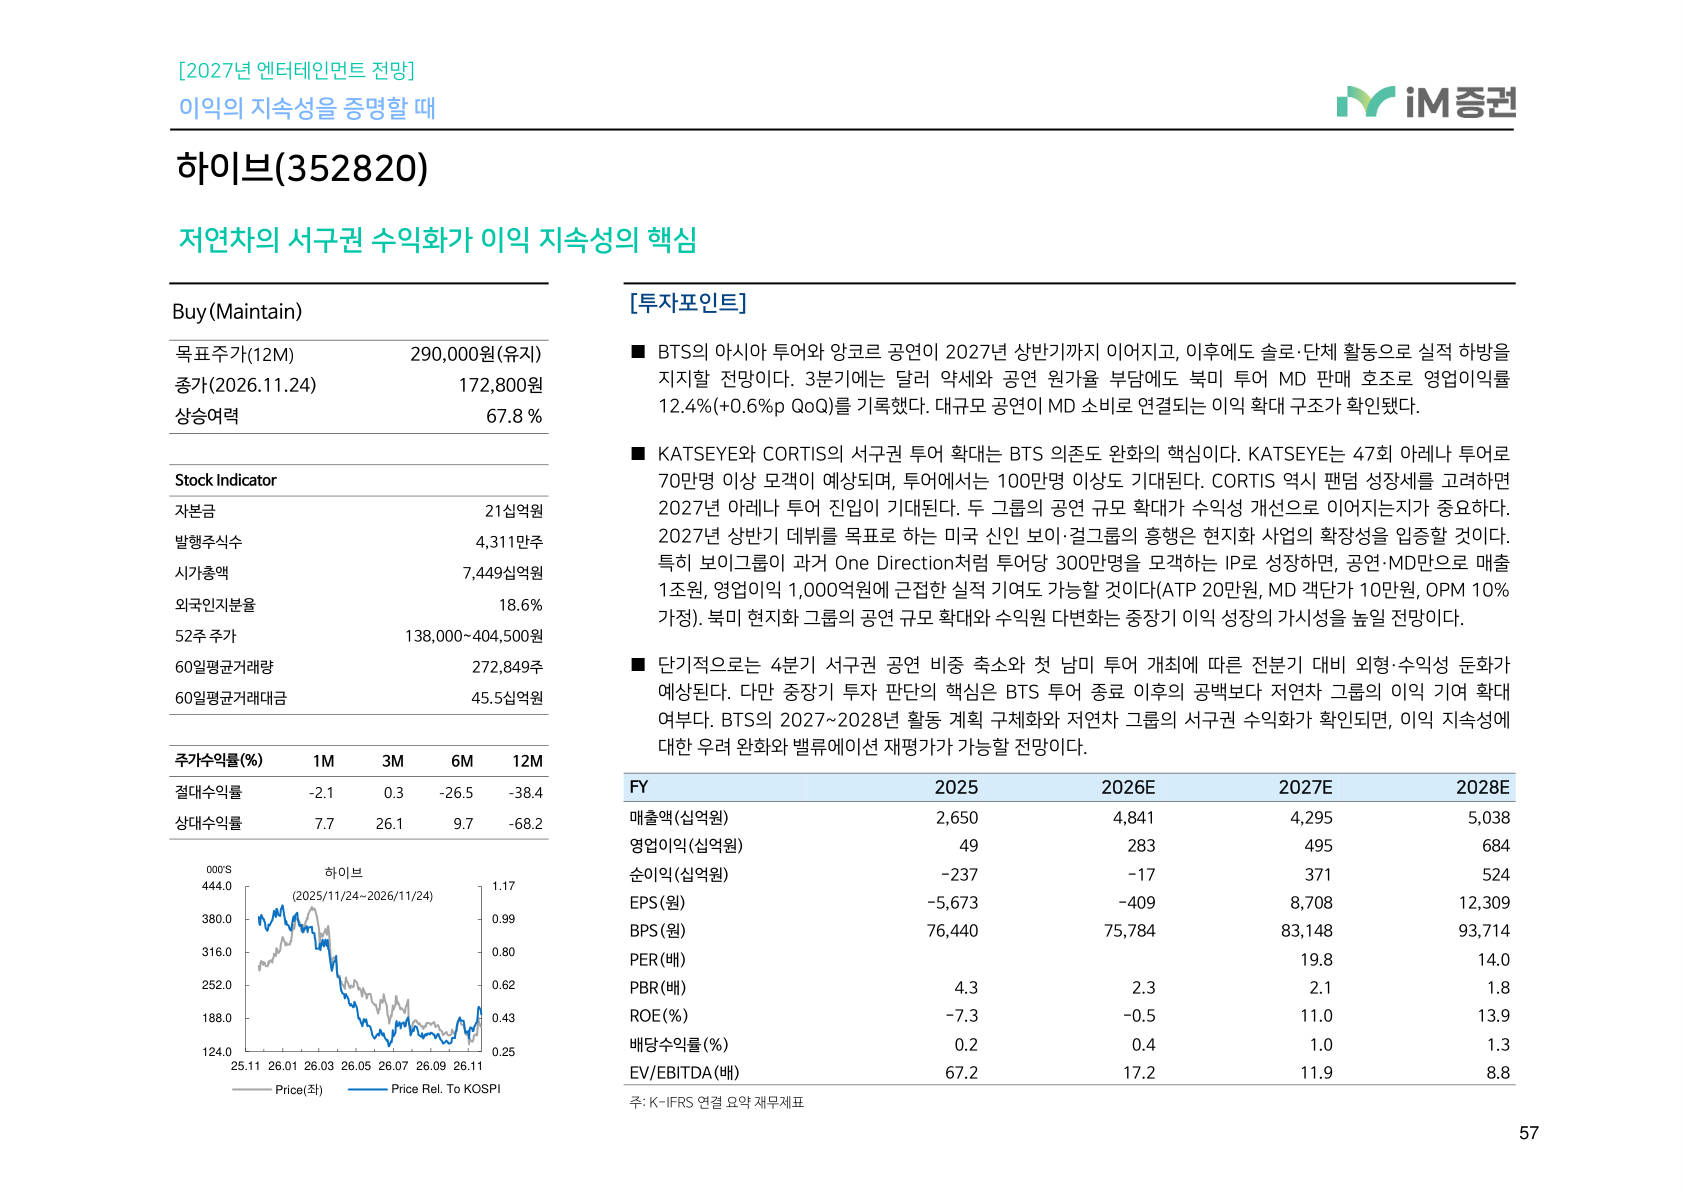 [2027년 엔터테인먼트 전망]
이익의 지속성을 증명할 때
iM증권
하이브(352820)
저연차의 서구권 수익화가 이익 지속성의 핵심
Buy(Maintain)
목표주가(12M) 290,000원(유지)
종가(2026.11.24) 172,800원
상승여력 67.8 %
Stock Indicator
자본금 21십억원
발행주식수 4,311만주
시가총액 7,449십억원
외국인지분율 18.6%
52주 주가 138,000~404,500원
60일평균거래량 272,849주
60일평균거래대금 45.5십억원
주가수익률(%) 1M 3M 6M 12M
절대수익률 -2.1 0.3 -26.5 -38.4
상대수익률 7.7 26.1 9.7 -68.2
000'S 하이브
(2025/11/24~2026/11/24)
444.0 1.17
380.0 0.99
316.0 0.80
252.0 0.62
188.0 0.43
124.0 0.25
25.11 26.01 26.03 26.05 26.07 26.09 26.11
Price(좌) Price Rel. To KOSPI
[투자포인트]
■ BTS의 아시아 투어와 앙코르 공연이 2027년 상반기까지 이어지고, 이후에도 솔로·단체 활동으로 실적 하방을
지지할 전망이다. 3분기에는 달러 약세와 공연 원가율 부담에도 북미 투어 MD 판매 호조로 영업이익률
12.4%(+0.6%p QoQ)를 기록했다. 대규모 공연이 MD 소비로 연결되는 이익 확대 구조가 확인됐다.
■ KATSEYE와 CORTIS의 서구권 투어 확대는 BTS 의존도 완화의 핵심이다. KATSEYE는 47회 아레나 투어로
70만명 이상 모객이 예상되며, 투어에서는 100만명 이상도 기대된다. CORTIS 역시 팬덤 성장세를 고려하면
2027년 아레나 투어 진입이 기대된다. 두 그룹의 공연 규모 확대가 수익성 개선으로 이어지는지가 중요하다.
2027년 상반기 데뷔를 목표로 하는 미국 신인 보이·걸그룹의 흥행은 현지화 사업의 확장성을 입증할 것이다.
특히 보이그룹이 과거 One Direction처럼 투어당 300만명을 모객하는 IP로 성장하면, 공연·MD만으로 매출
1조원, 영업이익 1,000억원에 근접한 실적 기여도 가능할 것이다(ATP 20만원, MD 객단가 10만원, OPM 10%
가정). 북미 현지화 그룹의 공연 규모 확대와 수익원 다변화는 중장기 이익 성장의 가시성을 높일 전망이다.
■ 단기적으로는 4분기 서구권 공연 비중 축소와 첫 남미 투어 개최에 따른 전분기 대비 외형·수익성 둔화가
예상된다. 다만 중장기 투자 판단의 핵심은 BTS 투어 종료 이후의 공백보다 저연차 그룹의 이익 기여 확대
여부다. BTS의 2027~2028년 활동 계획 구체화와 저연차 그룹의 서구권 수익화가 확인되면, 이익 지속성에
대한 우려 완화와 밸류에이션 재평가가 가능할 전망이다.
FY 2025 2026E 2027E 2028E
매출액(십억원) 2,650 4,841 4,295 5,038
영업이익(십억원) 49 283 495 684
순이익(십억원) -237 -17 371 524
EPS(원) -5,673 -409 8,708 12,309
BPS(원) 76,440 75,784 83,148 93,714
PER(배) 19.8 14.0
PBR(배) 4.3 2.3 2.1 1.8
ROE(%) -7.3 -0.5 11.0 13.9
배당수익률(%) 0.2 0.4 1.0 1.3
EV/EBITDA(배) 67.2 17.2 11.9 8.8
주: K-IFRS 연결 요약 재무제표
57